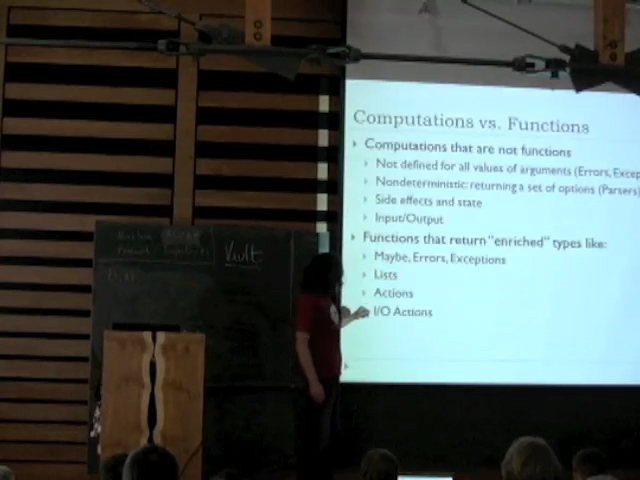 Computations vs. Functions
Computations that are not functions
Not defined for all values of arguments (Errors, Excep
Nondeterministic: returning a set of options (Parsers)
Side effects and state
Input/Output
Functions that return "enriched" types like:
Maybe, Errors, Exceptions
Lists
Actions
I/O Actions
Vault